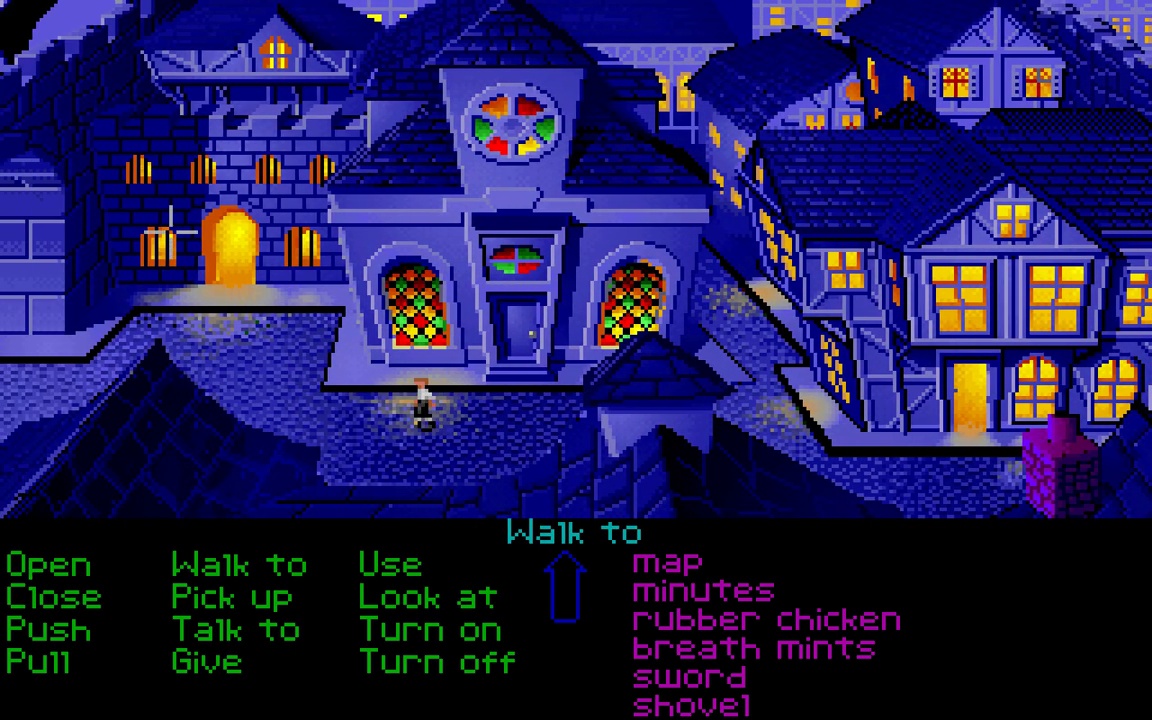 Walk to
Open Walk to Use
Close Pick up Look at
Push Talk to Turn on
Pull Give Turn off
map
minutes
rubber chicken
breath mints
sword
shovel